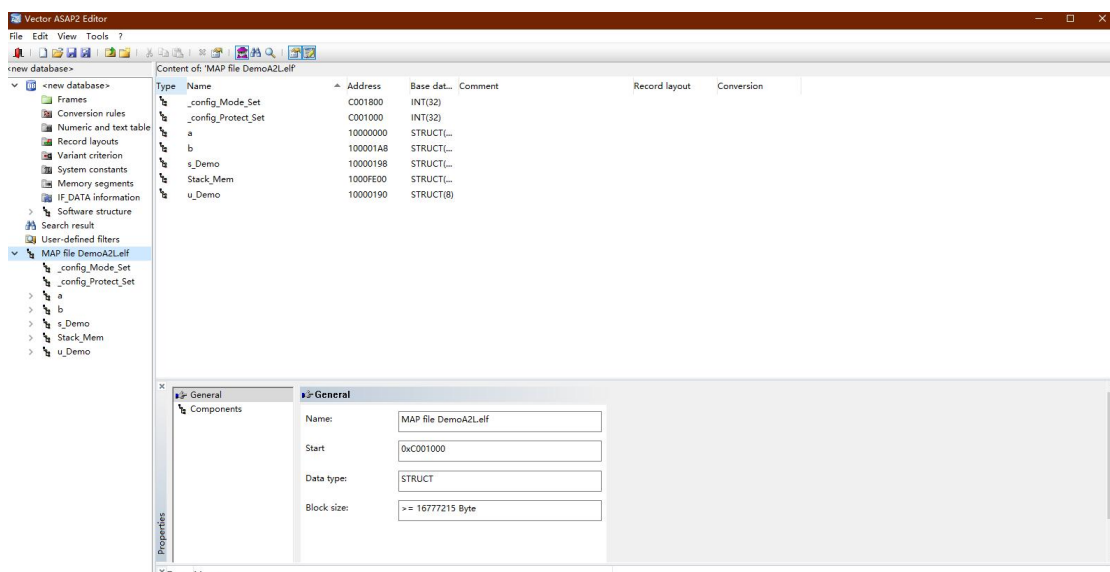 Vector ASAP2 Editor
File Edit View Tools ?
<new database>
Content of: 'MAP file DemoA2L.elf'
<new database>
Frames
Conversion rules
Numeric and text table
Record layouts
Variant criterion
System constants
Memory segments
IF_DATA information
Software structure
Search result
User-defined filters
MAP file DemoA2L.elf
_config_Mode_Set
_config_Protect_Set
a
b
s_Demo
Stack_Mem
u_Demo
Type Name Address Base dat... Comment Record layout Conversion
_config_Mode_Set C001800 INT(32)
_config_Protect_Set C001000 INT(32)
a 10000000 STRUCT(...
b 100001A8 STRUCT(...
s_Demo 10000198 STRUCT(...
Stack_Mem 1000FE00 STRUCT(...
u_Demo 10000190 STRUCT(8)
Properties
General
Components
General
Name: MAP file DemoA2L.elf
Start 0xC001000
Data type: STRUCT
Block size: >= 16777215 Byte